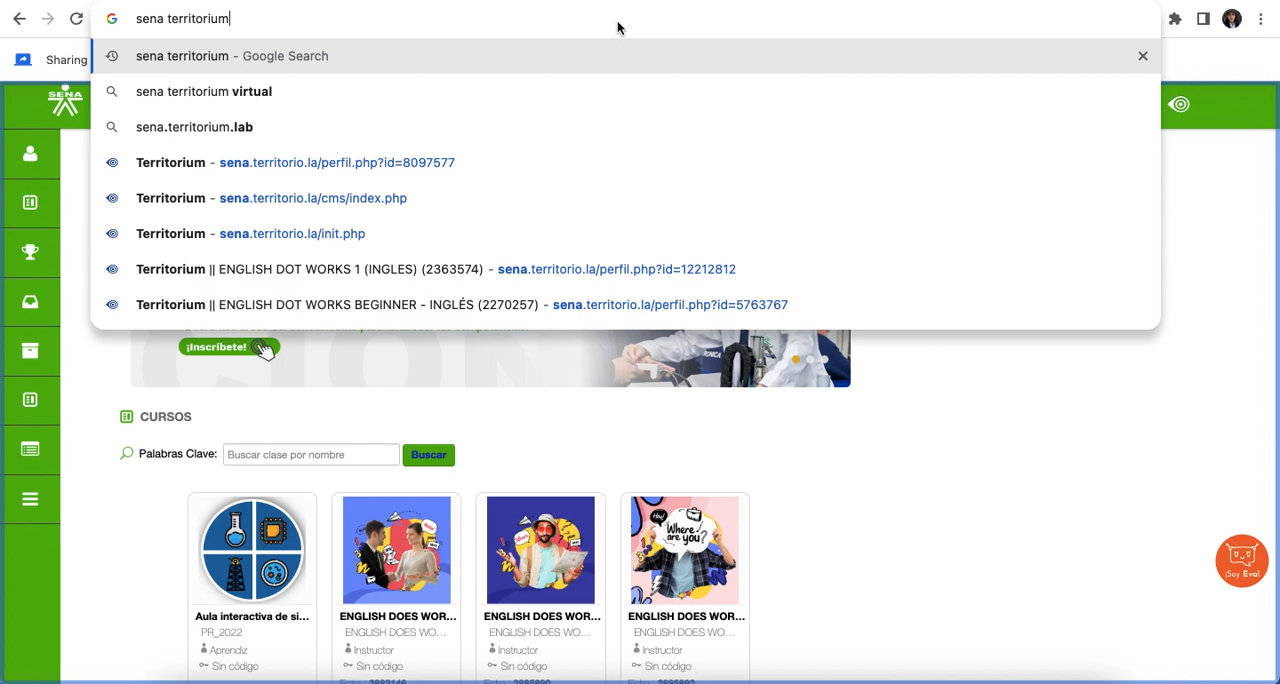 sena territorium
Sharing
sena territorium - Google Search
sena territorium virtual
sena.territorium.lab
Territorium - sena.territorio.la/perfil.php?id=8097577
Territorium - sena.territorio.la/cms/index.php
Territorium - sena.territorio.la/init.php
Territorium || ENGLISH DOT WORKS 1 (INGLES) (2363574) - sena.territorio.la/perfil.php?id=12212812
Territorium || ENGLISH DOT WORKS BEGINNER - INGLÉS (2270257) - sena.territorio.la/perfil.php?id=5763767
SENA
¡Inscríbete!
CURSOS
Palabras Clave: Buscar clase por nombre Buscar
Where are you?
Aula interactiva de si... ENGLISH DOES WOR... ENGLISH DOES WOR... ENGLISH DOES WOR...
PR_2022 ENGLISH DOES WO... ENGLISH DOES WO... ENGLISH DOES WO...
Aprendiz Instructor Instructor Instructor
Sin código Sin código Sin código Sin código
¡Soy Eva!